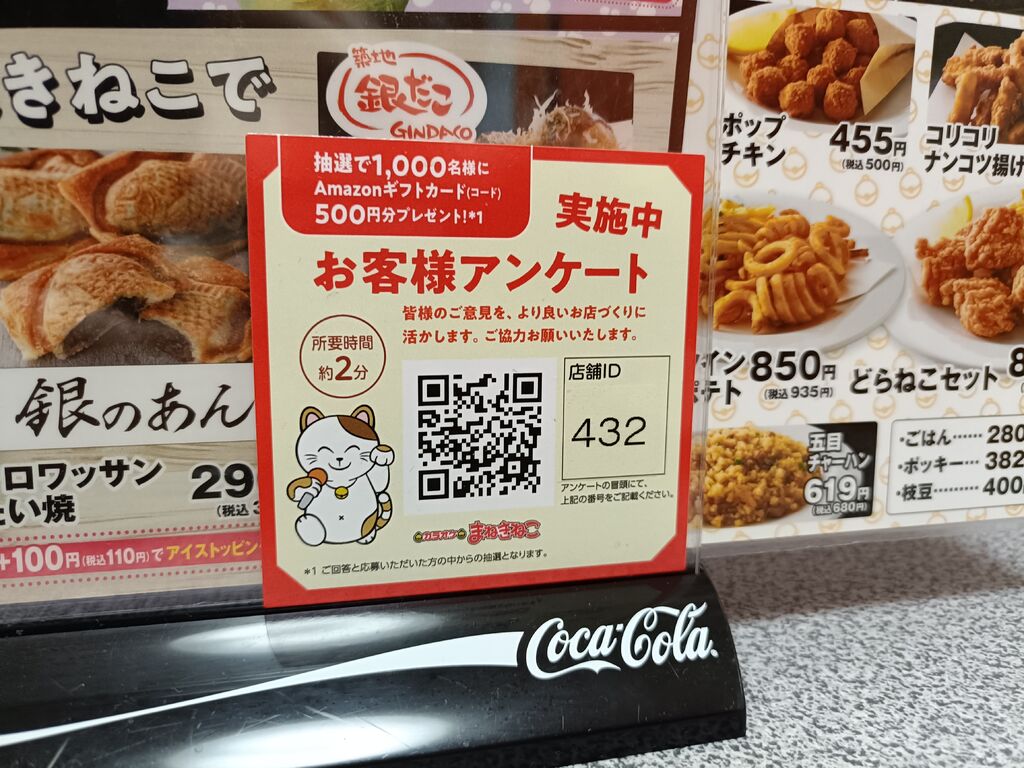 きねこで
築地
銀だこ
GINDACO
銀のあん
ロワッサン
い焼
29
(税込
+100円(税込110円)でアイストッピン
抽選で1,000名様に
Amazonギフトカード(コード)
500円分プレゼント!*1
実施中
お客様アンケート
皆様のご意見を、より良いお店づくりに
活かします。ご協力お願いいたします。
所要時間
約2分
店舗ID
432
アンケートの冒頭にて、
上記の番号をご記載ください。
カラオケ まねきねこ
*1 ご回答と応募いただいた方の中からの抽選となります。
Coca-Cola
ポップ
チキン
455円
(税込500円)
コリコリ
ナンコツ揚げ
イン
ポテト
850円
(税込935円)
どらねこセット
8
五目
チャーハン
619円
(税込680円)
・ごはん…… 280
・ポッキー… 382
・枝豆……… 400